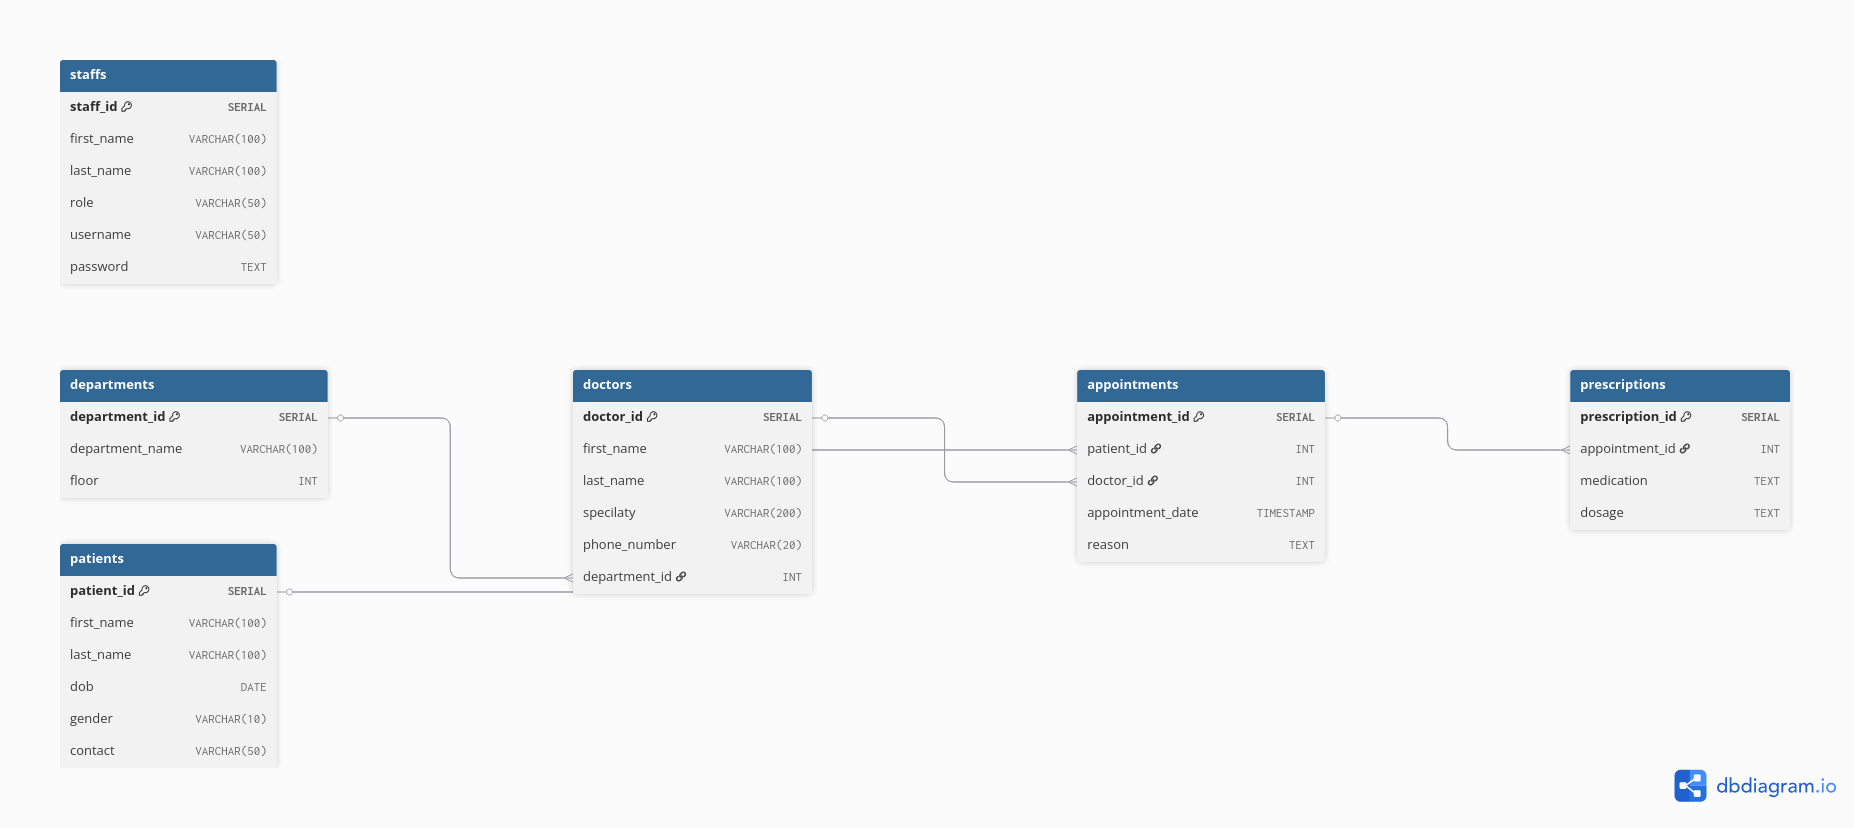 staffs
staff_id SERIAL
first_name VARCHAR(100)
last_name VARCHAR(100)
role VARCHAR(50)
username VARCHAR(50)
password TEXT
departments
department_id SERIAL
department_name VARCHAR(100)
floor INT
patients
patient_id SERIAL
first_name VARCHAR(100)
last_name VARCHAR(100)
dob DATE
gender VARCHAR(10)
contact VARCHAR(50)
doctors
doctor_id SERIAL
first_name VARCHAR(100)
last_name VARCHAR(100)
specilaty VARCHAR(200)
phone_number VARCHAR(20)
department_id INT
appointments
appointment_id SERIAL
patient_id INT
doctor_id INT
appointment_date TIMESTAMP
reason TEXT
prescriptions
prescription_id SERIAL
appointment_id INT
medication TEXT
dosage TEXT
dbdiagram.io